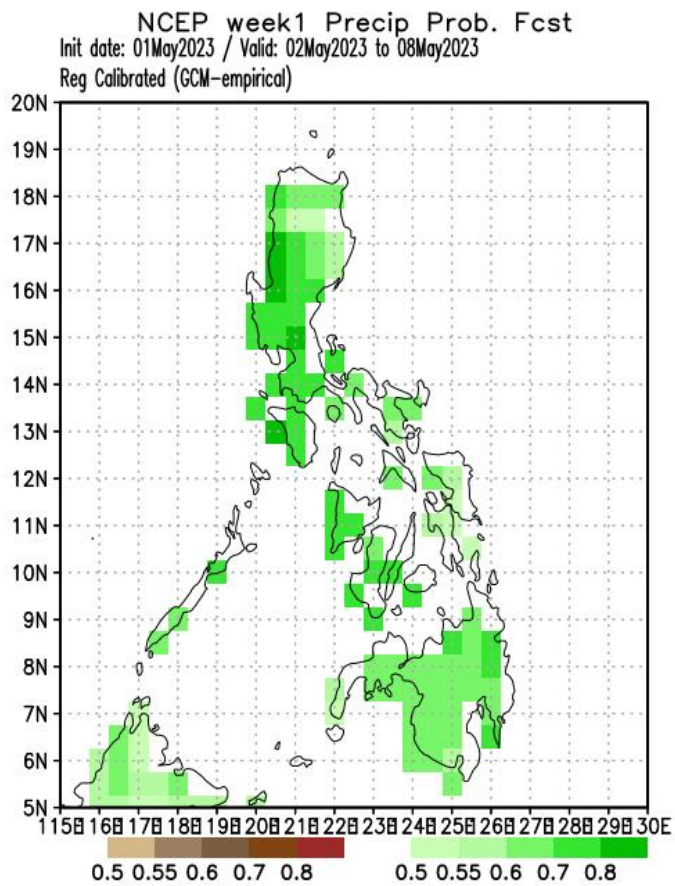 NCEP week1 Precip Prob. Fcst
Init date: 01May2023 / Valid: 02May2023 to 08May2023
Reg Calibrated (GCM-empirical)
20N
19N
18N
17N
16N
15N
14N
13N
12N
11N
10N
9N
8N
7N
6N
5N
115E 116E 117E 118E 119E 120E 121E 122E 123E 124E 125E 126E 127E 128E 129E 130E
0.5 0.55 0.6 0.7 0.8 0.5 0.55 0.6 0.7 0.8